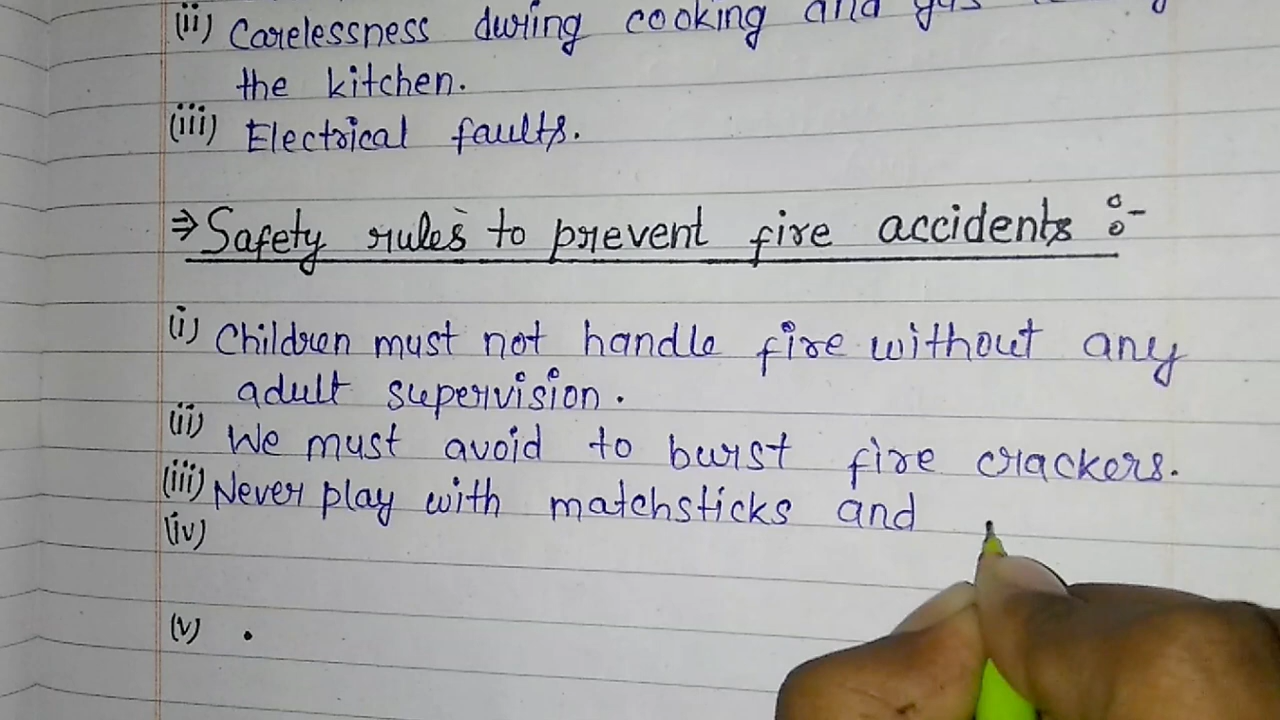 (ii) Carelessness during cooking and gas
the kitchen.
(iii) Electrical faults.
⇒ Safety rules to prevent fire accidents :-
(i) Children must not handle fire without any
adult supervision.
(ii) We must avoid to burst fire crackers.
(iii) Never play with matchsticks and
(iv)
(v) .